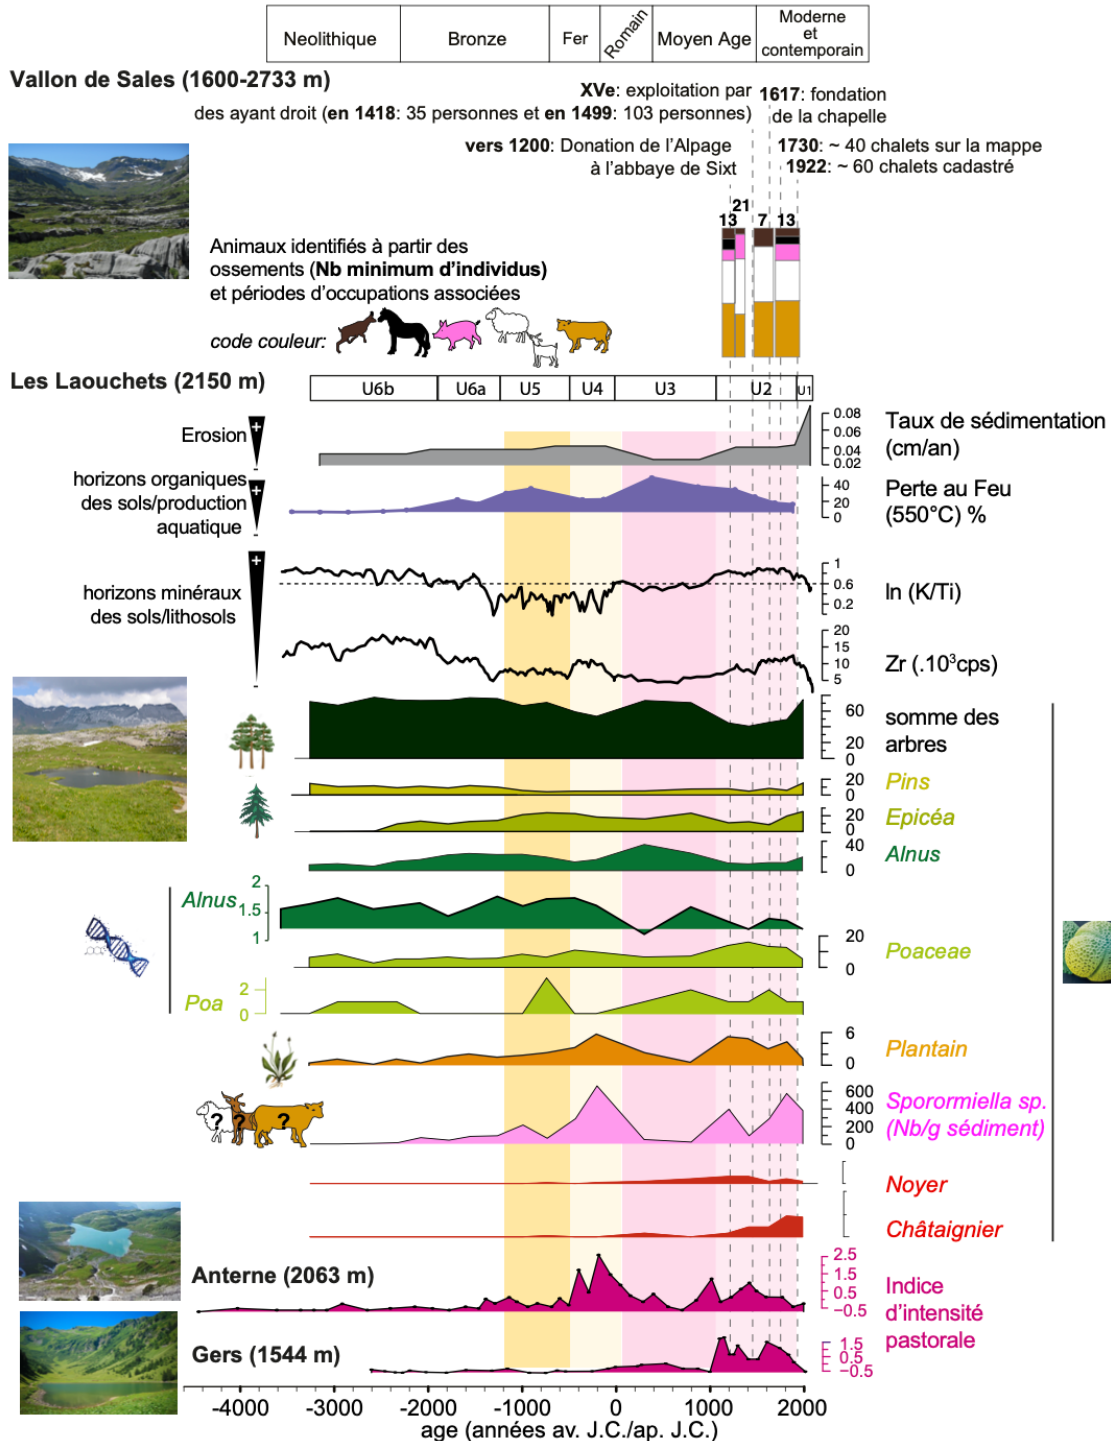 Neolithique Bronze Fer Romain Moyen Age Moderne et contemporain
Vallon de Sales (1600-2733 m)
XVe: exploitation par
des ayant droit (en 1418: 35 personnes et en 1499: 103 personnes)
1617: fondation
de la chapelle
vers 1200: Donation de l'Alpage
à l'abbaye de Sixt
1730: ~ 40 chalets sur la mappe
1922: ~ 60 chalets cadastré
13 21 7 13
Animaux identifiés à partir des
ossements (Nb minimum d'individus)
et périodes d'occupations associées
code couleur:
Les Laouchets (2150 m)
U6b U6a U5 U4 U3 U2 U1
Erosion
+
-
0.08
0.06
0.04
0.02
Taux de sédimentation
(cm/an)
horizons organiques
des sols/production
aquatique
+
-
40
20
0
Perte au Feu
(550°C) %
horizons minéraux
des sols/lithosols
+
-
1
0.6
0.2
ln (K/Ti)
20
15
10
5
Zr (.10³cps)
60
20
0
somme des
arbres
20
0
Pins
20
0
Epicéa
40
0
Alnus
Alnus
2
1.5
1
20
0
Poaceae
Poa
2
0
6
0
Plantain
? ? ?
600
400
200
0
Sporormiella sp.
(Nb/g sédiment)
Noyer
Châtaignier
Anterne (2063 m)
2.5
1.5
0.5
−0.5
Indice
d'intensité
pastorale
Gers (1544 m)
1.5
0.5
−0.5
-4000 -3000 -2000 -1000 0 1000 2000
age (années av. J.C./ap. J.C.)